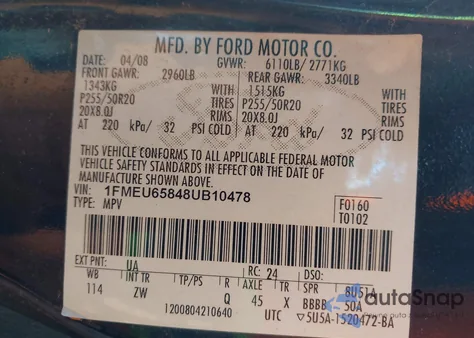 MFD. BY FORD MOTOR CO.
DATE: 04/08 GVWR: 6110LB/ 2771KG
FRONT GAWR: 2960LB REAR GAWR: 3340LB
1343KG WITH 1515KG WITH
P255/50R20 TIRES P255/50R20 TIRES
20X8.0J RIMS 20X8.0J RIMS
AT 220 kPa/ 32 PSI COLD AT 220 kPa/ 32 PSI COLD
THIS VEHICLE CONFORMS TO ALL APPLICABLE FEDERAL MOTOR
VEHICLE SAFETY AND THEFT PREVENTION STANDARDS IN EFFECT ON THE DATE OF
MANUFACTURE SHOWN ABOVE.
VIN: 1FMEU65848UB10478 F0160
TYPE: MPV T0102
EXT PNT: UA RC: 24 DSO:
WB INT TR TP/PS R AXLE TR SPR 8U51A
114 ZW Q 45 X BBBB 50A
1200804210640 UTC ▽5U5A-1520472-BA
autoSnap